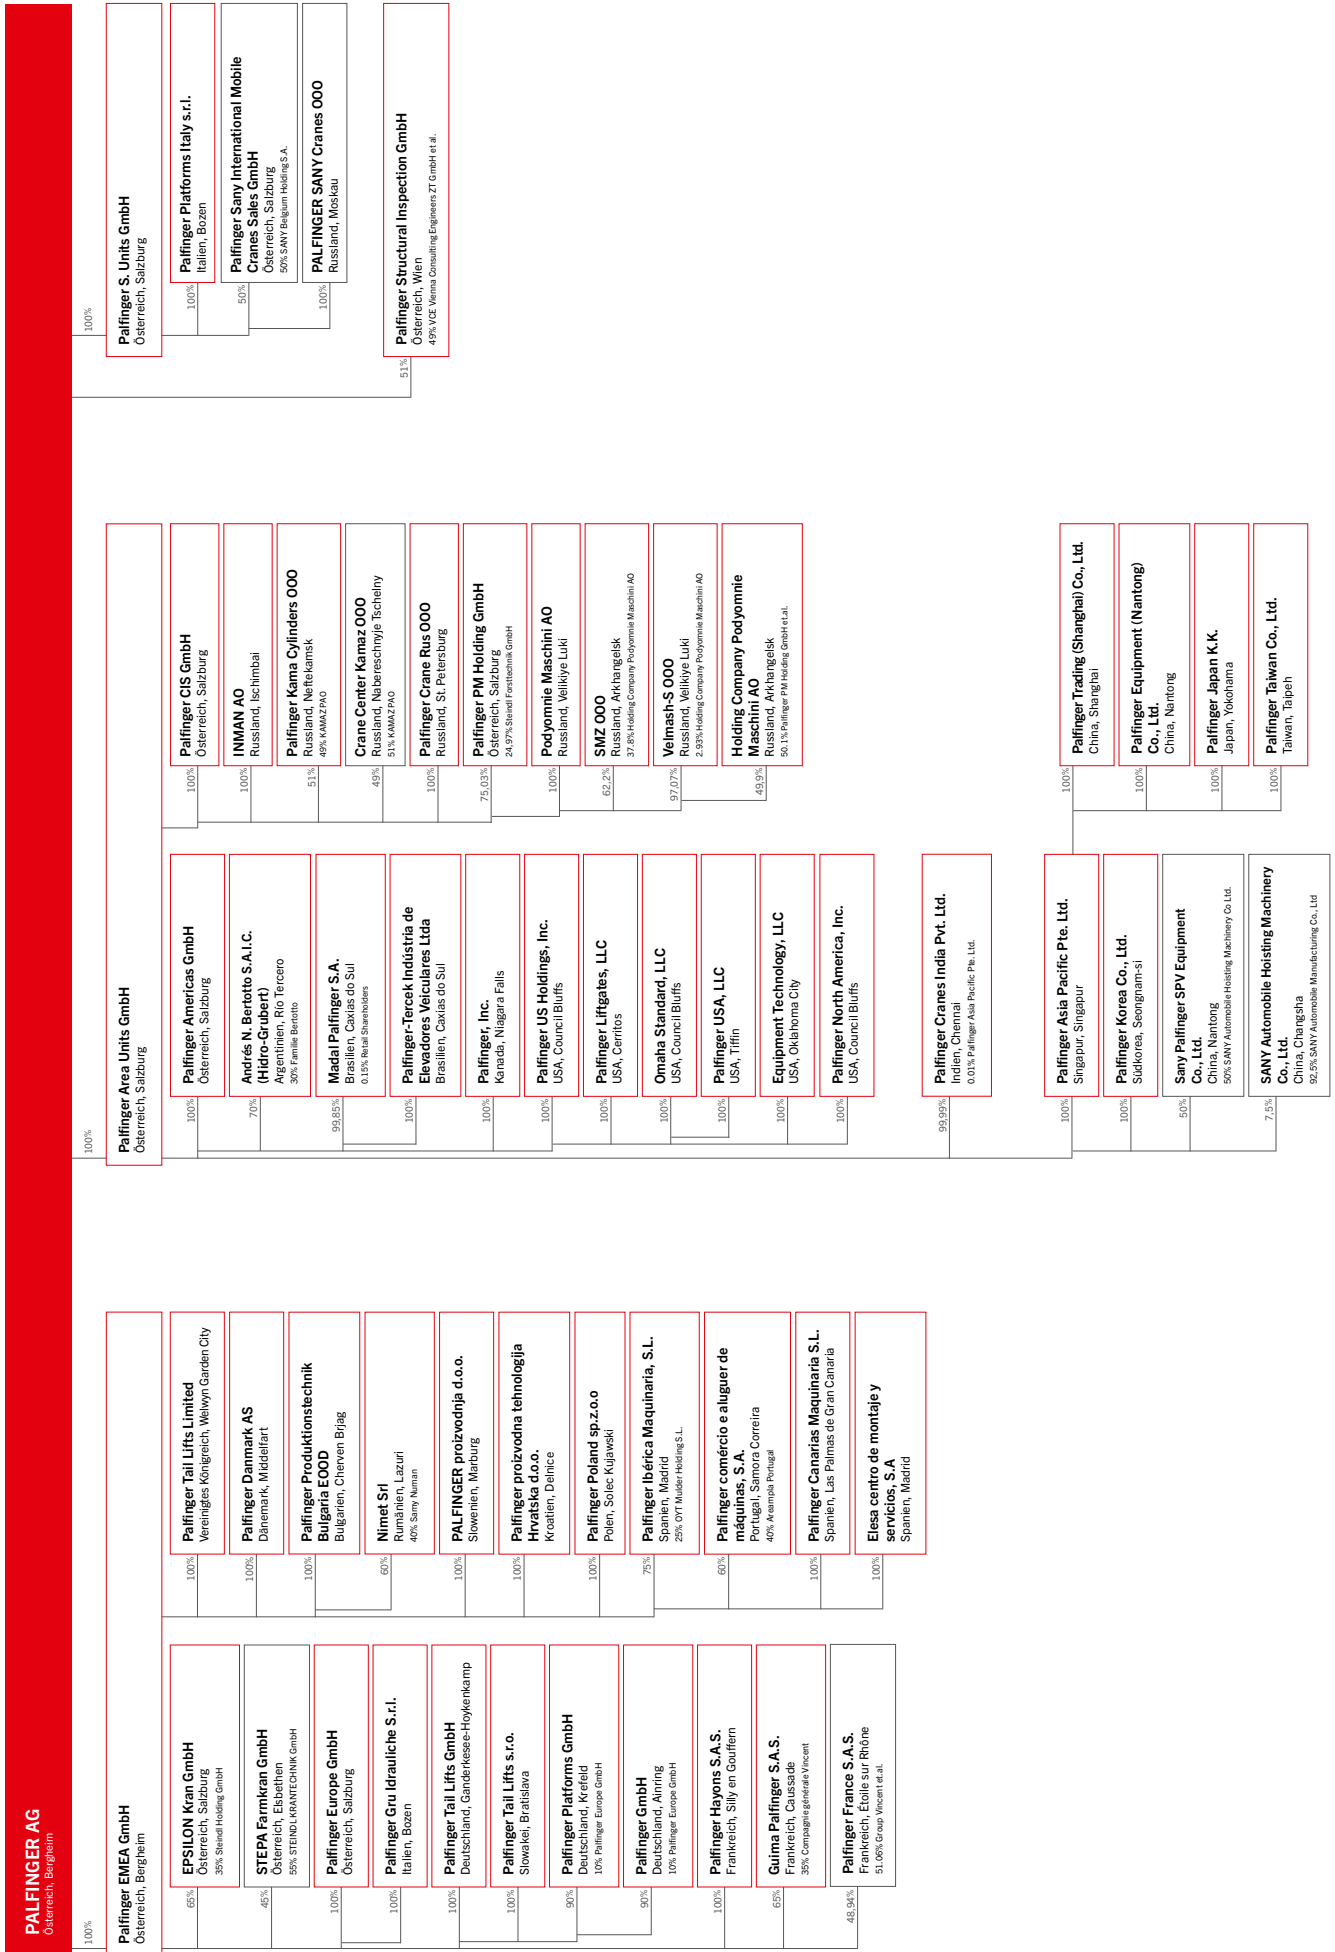 PALFINGER AG
Österreich, Bergheim
100%
Palfinger EMEA GmbH
Österreich, Bergheim
65%
EPSILON Kran GmbH
Österreich, Salzburg
35% Steindl Holding GmbH
45%
STEPA Farmkran GmbH
Österreich, Elsbethen
55% STEINDL KRANTECHNIK GmbH
100%
Palfinger Europe GmbH
Österreich, Salzburg
100%
Palfinger Gru Idrauliche S.r.l.
Italien, Bozen
100%
Palfinger Tail Lifts GmbH
Deutschland, Ganderkesee-Hoykenkamp
100%
Palfinger Tail Lifts s.r.o.
Slowakei, Bratislava
90%
Palfinger Platforms GmbH
Deutschland, Krefeld
10% Palfinger Europe GmbH
90%
Palfinger GmbH
Deutschland, Ainring
10% Palfinger Europe GmbH
100%
Palfinger Hayons S.A.S.
Frankreich, Silly en Gouffern
65%
Guima Palfinger S.A.S.
Frankreich, Caussade
35% Compagnie générale Vincent
48,94%
Palfinger France S.A.S.
Frankreich, Étoile sur Rhône
51.06% Group Vincent et.al.
100%
Palfinger Tail Lifts Limited
Vereinigtes Königreich, Welwyn Garden City
100%
Palfinger Danmark AS
Dänemark, Middelfart
100%
Palfinger Produktionstechnik
Bulgaria EOOD
Bulgarien, Cherven Brjag
60%
Nimet Srl
Rumänien, Lazuri
40% Samy Numan
100%
PALFINGER proizvodnja d.o.o.
Slowenien, Marburg
100%
Palfinger proizvodna tehnologija
Hrvatska d.o.o.
Kroatien, Delnice
100%
Palfinger Poland sp.z.o.o
Polen, Solec Kujawski
75%
Palfinger Ibérica Maquinaria, S.L.
Spanien, Madrid
25% OYT Mulder Holding S.L.
60%
Palfinger comércio e aluguer de
máquinas, S.A.
Portugal, Samora Correira
40% Areampla Portugal
100%
Palfinger Canarias Maquinaria S.L.
Spanien, Las Palmas de Gran Canaria
100%
Elesa centro de montaje y
servicios, S.A
Spanien, Madrid
100%
Palfinger Area Units GmbH
Österreich, Salzburg
100%
Palfinger Americas GmbH
Österreich, Salzburg
70%
Andrés N. Bertotto S.A.I.C.
(Hidro-Grubert)
Argentinien, Río Tercero
30% Familie Bertotto
99,85%
Madal Palfinger S.A.
Brasilien, Caxias do Sul
0.15% Retail Shareholders
100%
Palfinger-Tercek Indústria de
Elevadores Veiculares Ltda
Brasilien, Caxias do Sul
100%
Palfinger, Inc.
Kanada, Niagara Falls
100%
Palfinger US Holdings, Inc.
USA, Council Bluffs
100%
Palfinger Liftgates, LLC
USA, Cerritos
100%
Omaha Standard, LLC
USA, Council Bluffs
100%
Palfinger USA, LLC
USA, Tiffin
100%
Equipment Technology, LLC
USA, Oklahoma City
100%
Palfinger North America, Inc.
USA, Council Bluffs
99,99%
Palfinger Cranes India Pvt. Ltd.
Indien, Chennai
0.01% Palfinger Asia Pacific Pte. Ltd.
100%
Palfinger Asia Pacific Pte. Ltd.
Singapur, Singapur
100%
Palfinger Korea Co., Ltd.
Südkorea, Seongnam-si
50%
Sany Palfinger SPV Equipment
Co., Ltd.
China, Nantong
50% SANY Automobile Hoisting Machinery Co Ltd.
7,5%
SANY Automobile Hoisting Machinery
Co., Ltd.
China, Changsha
92,5% SANY Automobile Manufacturing Co., Ltd
100%
Palfinger CIS GmbH
Österreich, Salzburg
100%
INMAN AO
Russland, Ischimbai
51%
Palfinger Kama Cylinders OOO
Russland, Neftekamsk
49% KAMAZ PAO
49%
Crane Center Kamaz OOO
Russland, Nabereschnyje Tschelny
51% KAMAZ PAO
100%
Palfinger Crane Rus OOO
Russland, St. Petersburg
75,03%
Palfinger PM Holding GmbH
Österreich, Salzburg
24,97% Steindl Forsttechnik GmbH
100%
Podyomnie Maschini AO
Russland, Velikiye Luki
62,2%
SMZ OOO
Russland, Arkhangelsk
37.8% Holding Company Podyomnie Maschini AO
97,07%
Velmash-S OOO
Russland, Velikiye Luki
2.93% Holding Company Podyomnie Maschini AO
49,9%
Holding Company Podyomnie
Maschini AO
Russland, Arkhangelsk
50.1% Palfinger PM Holding GmbH et.al.
100%
Palfinger Trading (Shanghai) Co., Ltd.
China, Shanghai
100%
Palfinger Equipment (Nantong)
Co., Ltd.
China, Nantong
100%
Palfinger Japan K.K.
Japan, Yokohama
100%
Palfinger Taiwan Co., Ltd.
Taiwan, Taipeh
100%
Palfinger S. Units GmbH
Österreich, Salzburg
100%
Palfinger Platforms Italy s.r.l.
Italien, Bozen
50%
Palfinger Sany International Mobile
Cranes Sales GmbH
Österreich, Salzburg
50% SANY Belgium Holding S.A.
100%
PALFINGER SANY Cranes OOO
Russland, Moskau
51%
Palfinger Structural Inspection GmbH
Österreich, Wien
49% VCE Vienna Consulting Engineers ZT GmbH et al.